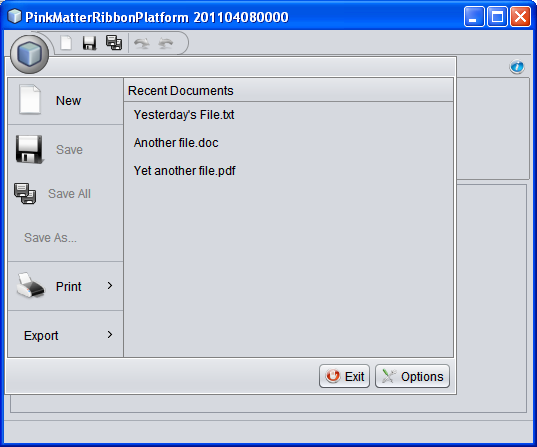 PinkMatterRibbonPlatform 201104080000
New
Save
Save All
Save As...
Print
Export
Recent Documents
Yesterday's File.txt
Another file.doc
Yet another file.pdf
Exit
Options